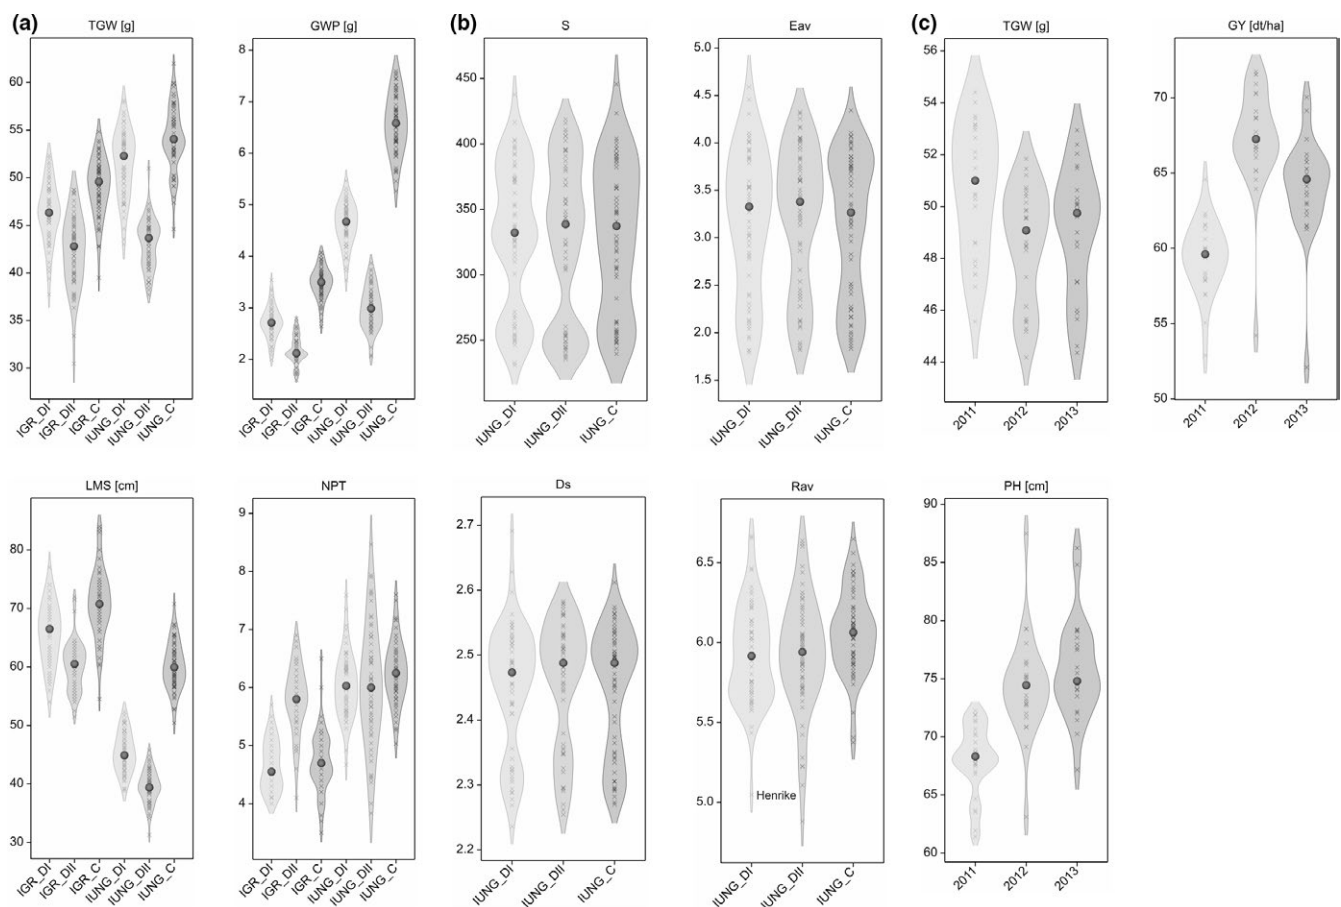 (a)
TGW [g]
60
55
50
45
40
35
30
IGR_DI
IGR_DII
IGR_C
IUNG_DI
IUNG_DII
IUNG_C
GWP [g]
8
7
6
5
4
3
2
IGR_DI
IGR_DII
IGR_C
IUNG_DI
IUNG_DII
IUNG_C
(b)
S
450
400
350
300
250
IUNG_DI
IUNG_DII
IUNG_C
Eav
5.0
4.5
4.0
3.5
3.0
2.5
2.0
1.5
IUNG_DI
IUNG_DII
IUNG_C
(c)
TGW [g]
56
54
52
50
48
46
44
2011
2012
2013
GY [dt/ha]
70
65
60
55
50
2011
2012
2013
LMS [cm]
80
70
60
50
40
30
IGR_DI
IGR_DII
IGR_C
IUNG_DI
IUNG_DII
IUNG_C
NPT
9
8
7
6
5
4
IGR_DI
IGR_DII
IGR_C
IUNG_DI
IUNG_DII
IUNG_C
Ds
2.7
2.6
2.5
2.4
2.3
2.2
IUNG_DI
IUNG_DII
IUNG_C
Rav
6.5
6.0
5.5
5.0
Henrike
IUNG_DI
IUNG_DII
IUNG_C
PH [cm]
90
85
80
75
70
65
60
2011
2012
2013